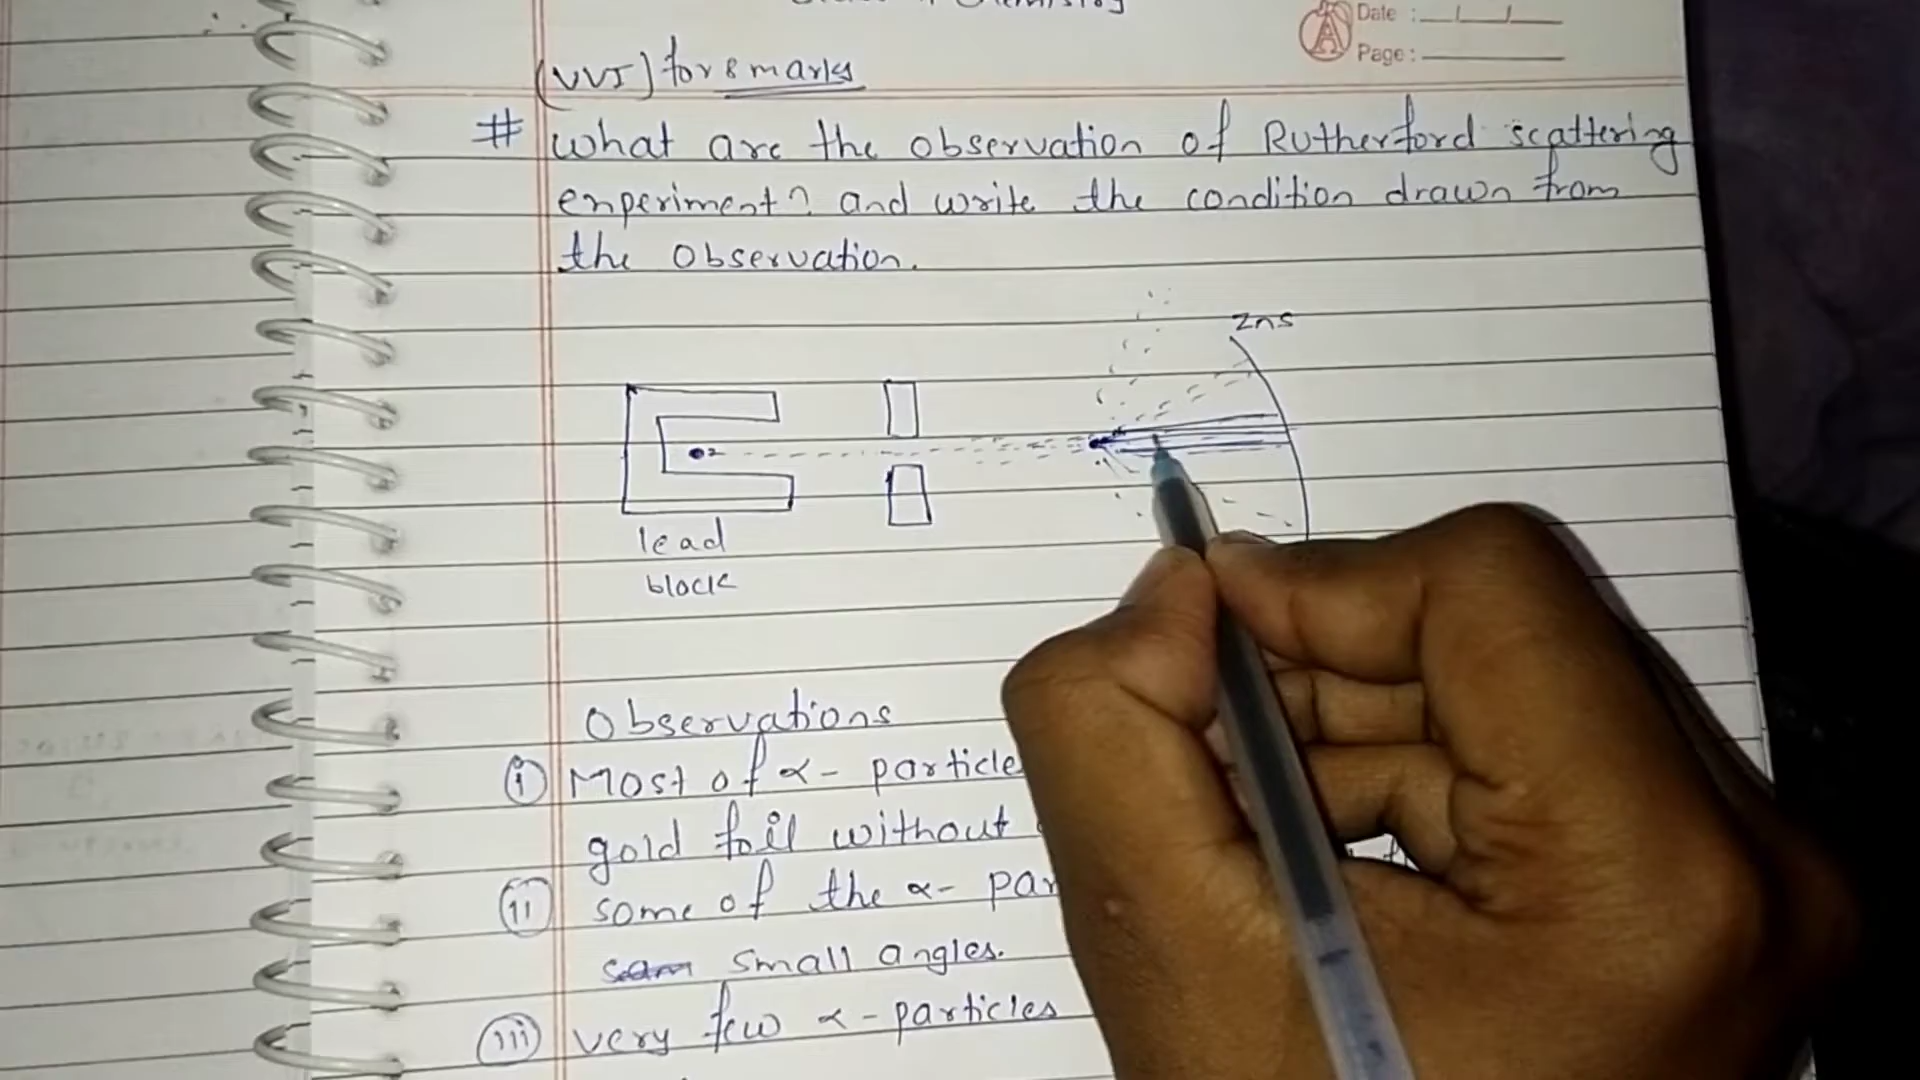 Chemistry
Date :
Page :
(VVI) for 8 marks
# What are the observation of Rutherford scattering
experiment? and write the condition drawn from
the observation.
zns
lead
block
Observations
(i) Most of α- particle
gold foil without
(ii) some of the α- par
small angles.
(iii) very few α- particles